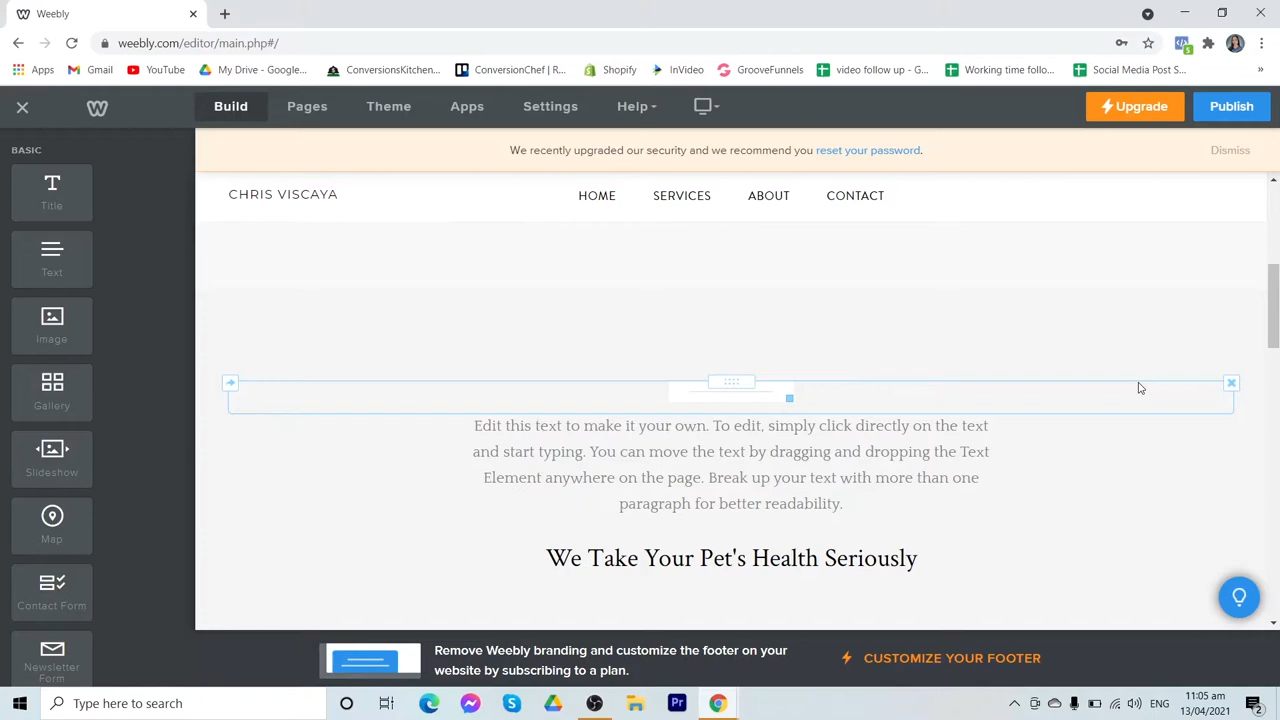 Weebly
weebly.com/editor/main.php#/
5
Apps
Gmail
YouTube
My Drive - Google...
ConversionsKitchen...
ConversionChef | R...
Shopify
InVideo
GrooveFunnels
video follow up - G...
Working time follo...
Social Media Post S...
»
Build
Pages
Theme
Apps
Settings
Help
Upgrade
Publish
BASIC
Title
Text
Image
Gallery
Slideshow
Map
Contact Form
Newsletter
Form
We recently upgraded our security and we recommend you reset your password.
Dismiss
CHRIS VISCAYA
HOME
SERVICES
ABOUT
CONTACT
Edit this text to make it your own. To edit, simply click directly on the text
and start typing. You can move the text by dragging and dropping the Text
Element anywhere on the page. Break up your text with more than one
paragraph for better readability.
We Take Your Pet's Health Seriously
Remove Weebly branding and customize the footer on your
website by subscribing to a plan.
CUSTOMIZE YOUR FOOTER
Type here to search
Pr
ENG
11:05 am
13/04/2021
2